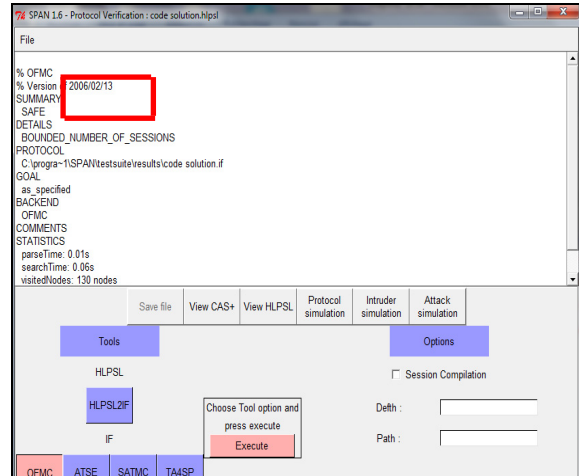 SPAN 1.6 - Protocol Verification : code solution.hlpsl
File
% OFMC
% Version of 2006/02/13
SUMMARY
SAFE
DETAILS
BOUNDED_NUMBER_OF_SESSIONS
PROTOCOL
C:\progra~1\SPAN\testsuite\results\code solution.if
GOAL
as_specified
BACKEND
OFMC
COMMENTS
STATISTICS
parseTime: 0.01s
searchTime: 0.06s
visitedNodes: 130 nodes
Save file View CAS+ View HLPSL Protocol simulation Intruder simulation Attack simulation
Tools Options
HLPSL Session Compilation
HLPSL2IF Choose Tool option and press execute Defth :
IF Execute Path :
OFMC ATSE SATMC TA4SP